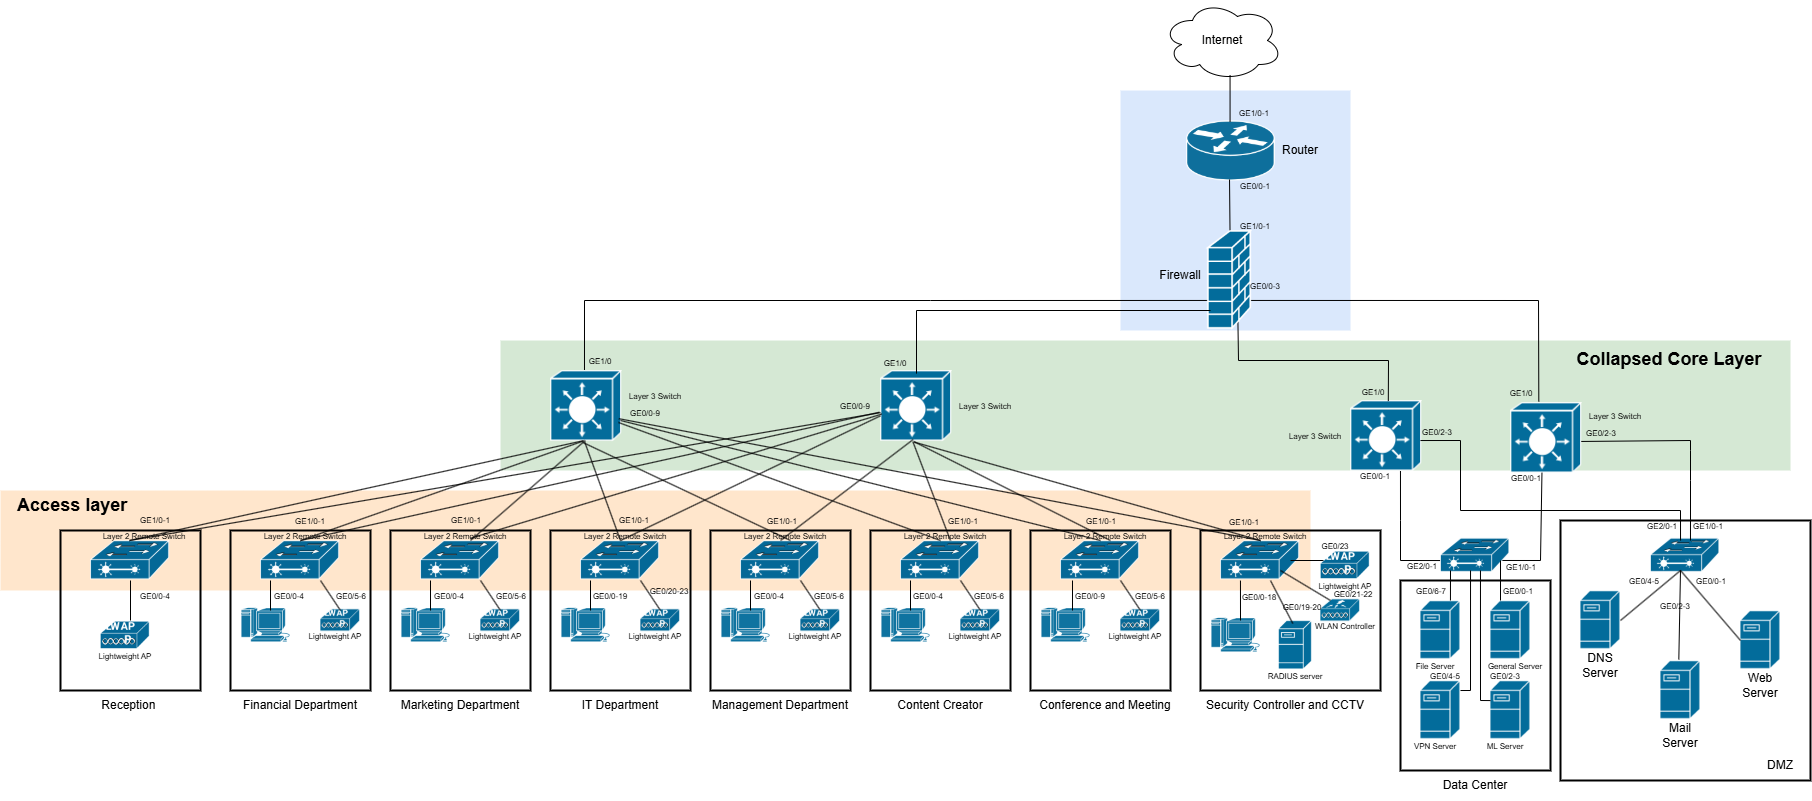 Internet
GE1/0-1
Router
GE0/0-1
GE1/0-1
Firewall
GE0/0-3
Collapsed Core Layer
GE1/0
Layer 3 Switch
GE0/0-9
GE1/0
GE0/0-9
Layer 3 Switch
GE1/0
Layer 3 Switch
GE0/2-3
GE0/0-1
GE1/0
Layer 3 Switch
GE0/2-3
GE0/0-1
Access layer
GE1/0-1
Layer 2 Remote Switch
GE0/0-4
LWAP
Lightweight AP
Reception
GE1/0-1
Layer 2 Remote Switch
GE0/0-4
GE0/5-6
LWAP
Lightweight AP
Financial Department
GE1/0-1
Layer 2 Remote Switch
GE0/0-4
GE0/5-6
LWAP
Lightweight AP
Marketing Department
GE1/0-1
Layer 2 Remote Switch
GE0/0-19
GE0/20-23
LWAP
Lightweight AP
IT Department
GE1/0-1
Layer 2 Remote Switch
GE0/0-4
GE0/5-6
LWAP
Lightweight AP
Management Department
GE1/0-1
Layer 2 Remote Switch
GE0/0-4
GE0/5-6
LWAP
Lightweight AP
Content Creator
GE1/0-1
Layer 2 Remote Switch
GE0/0-9
GE0/5-6
LWAP
Lightweight AP
Conference and Meeting
GE1/0-1
Layer 2 Remote Switch
GE0/23
LWAP
Lightweight AP
GE0/21-22
GE0/0-18
GE0/19-20
WLAN Controller
RADIUS server
Security Controller and CCTV
GE2/0-1
GE1/0-1
GE0/6-7
GE0/0-1
File Server
General Server
GE0/4-5
GE0/2-3
VPN Server
ML Server
Data Center
GE2/0-1
GE1/0-1
GE0/4-5
GE0/0-1
GE0/2-3
DNS
Server
Web
Server
Mail
Server
DMZ